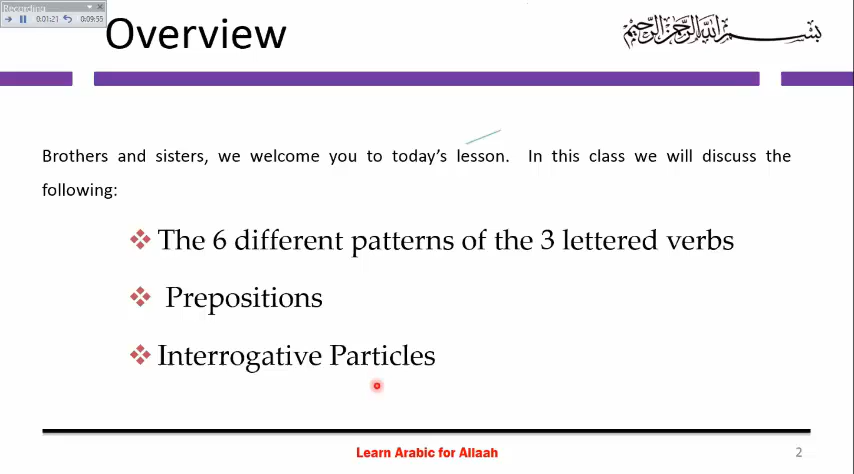 Recording
0:01:21
0:09:55
Overview
بسم الله الرحمن الرحيم
Brothers and sisters, we welcome you to today's lesson. In this class we will discuss the
following:
The 6 different patterns of the 3 lettered verbs
Prepositions
Interrogative Particles
Learn Arabic for Allaah
2